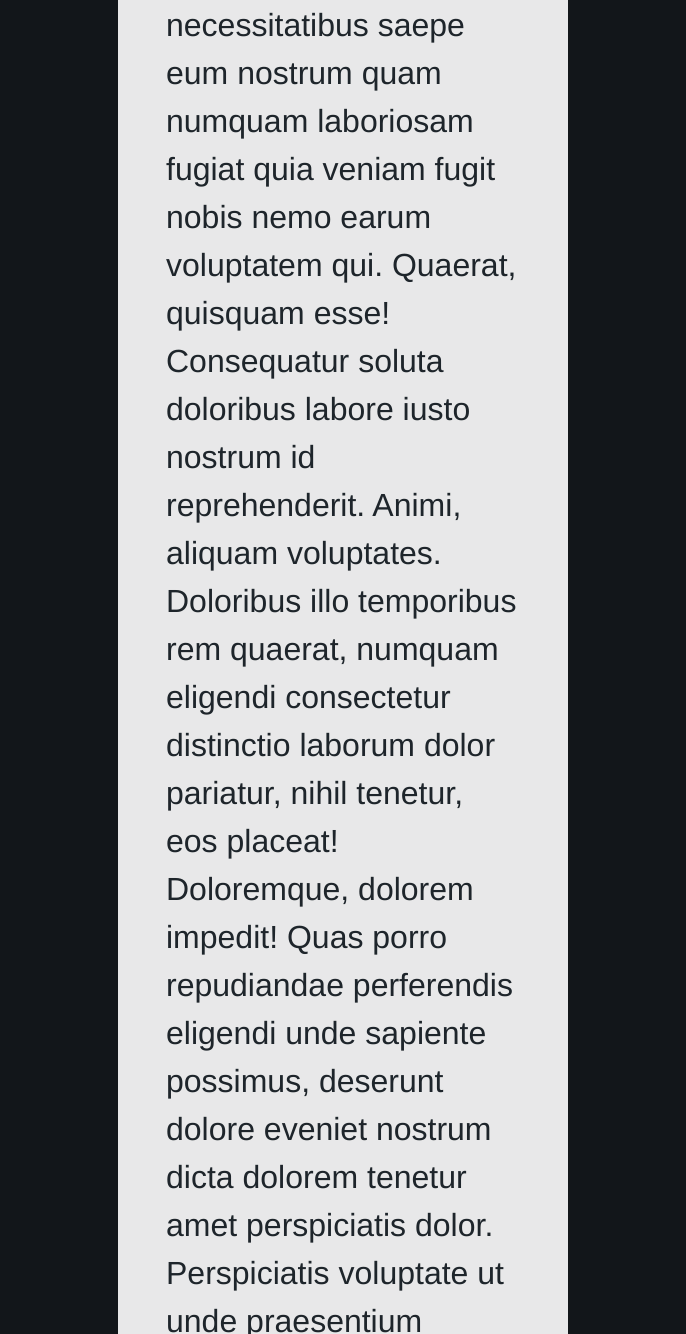 necessitatibus saepe
eum nostrum quam
numquam laboriosam
fugiat quia veniam fugit
nobis nemo earum
voluptatem qui. Quaerat,
quisquam esse!
Consequatur soluta
doloribus labore iusto
nostrum id
reprehenderit. Animi,
aliquam voluptates.
Doloribus illo temporibus
rem quaerat, numquam
eligendi consectetur
distinctio laborum dolor
pariatur, nihil tenetur,
eos placeat!
Doloremque, dolorem
impedit! Quas porro
repudiandae perferendis
eligendi unde sapiente
possimus, deserunt
dolore eveniet nostrum
dicta dolorem tenetur
amet perspiciatis dolor.
Perspiciatis voluptate ut
unde praesentium